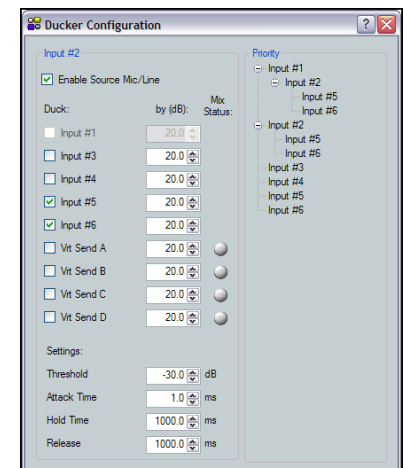 Ducker Configuration
Input #2
Enable Source Mic/Line
Duck: by (dB): Mix Status:
Input #1 20.0
Input #3 20.0
Input #4 20.0
Input #5 20.0
Input #6 20.0
Vrt Send A 20.0
Vrt Send B 20.0
Vrt Send C 20.0
Vrt Send D 20.0
Settings:
Threshold -30.0 dB
Attack Time 1.0 ms
Hold Time 1000.0 ms
Release 1000.0 ms
Priority
Input #1
Input #2
Input #5
Input #6
Input #2
Input #5
Input #6
Input #3
Input #4
Input #5
Input #6